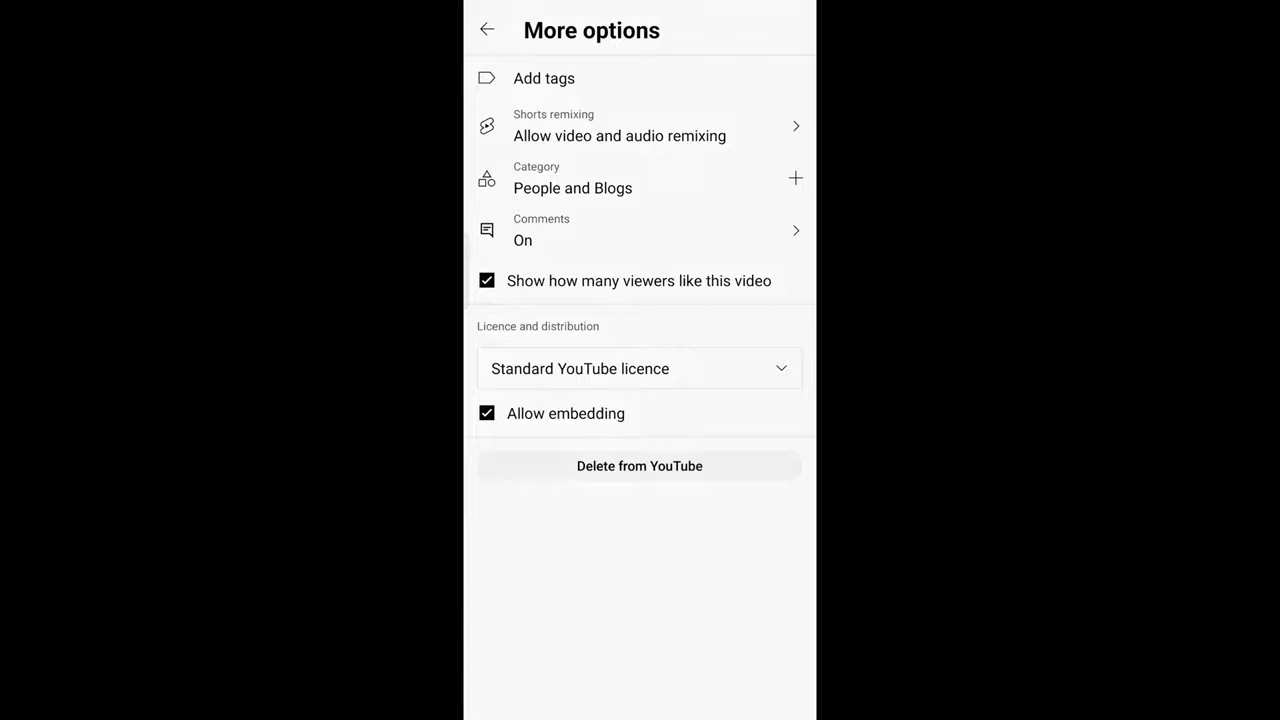 More options
Add tags
Shorts remixing
Allow video and audio remixing
Category
People and Blogs
Comments
On
Show how many viewers like this video
Licence and distribution
Standard YouTube licence
Allow embedding
Delete from YouTube